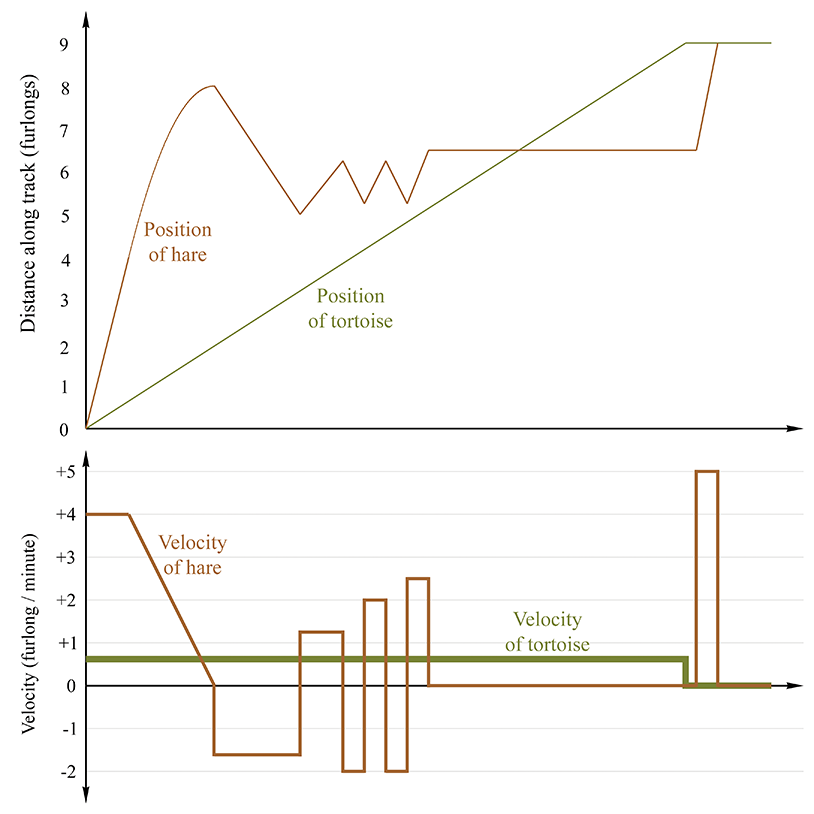 Distance along track (furlongs)
9
8
7
6
5
4
3
2
1
0
Position
of hare
Position
of tortoise
Velocity (furlong / minute)
+5
+4
+3
+2
+1
0
-1
-2
Velocity
of hare
Velocity
of tortoise